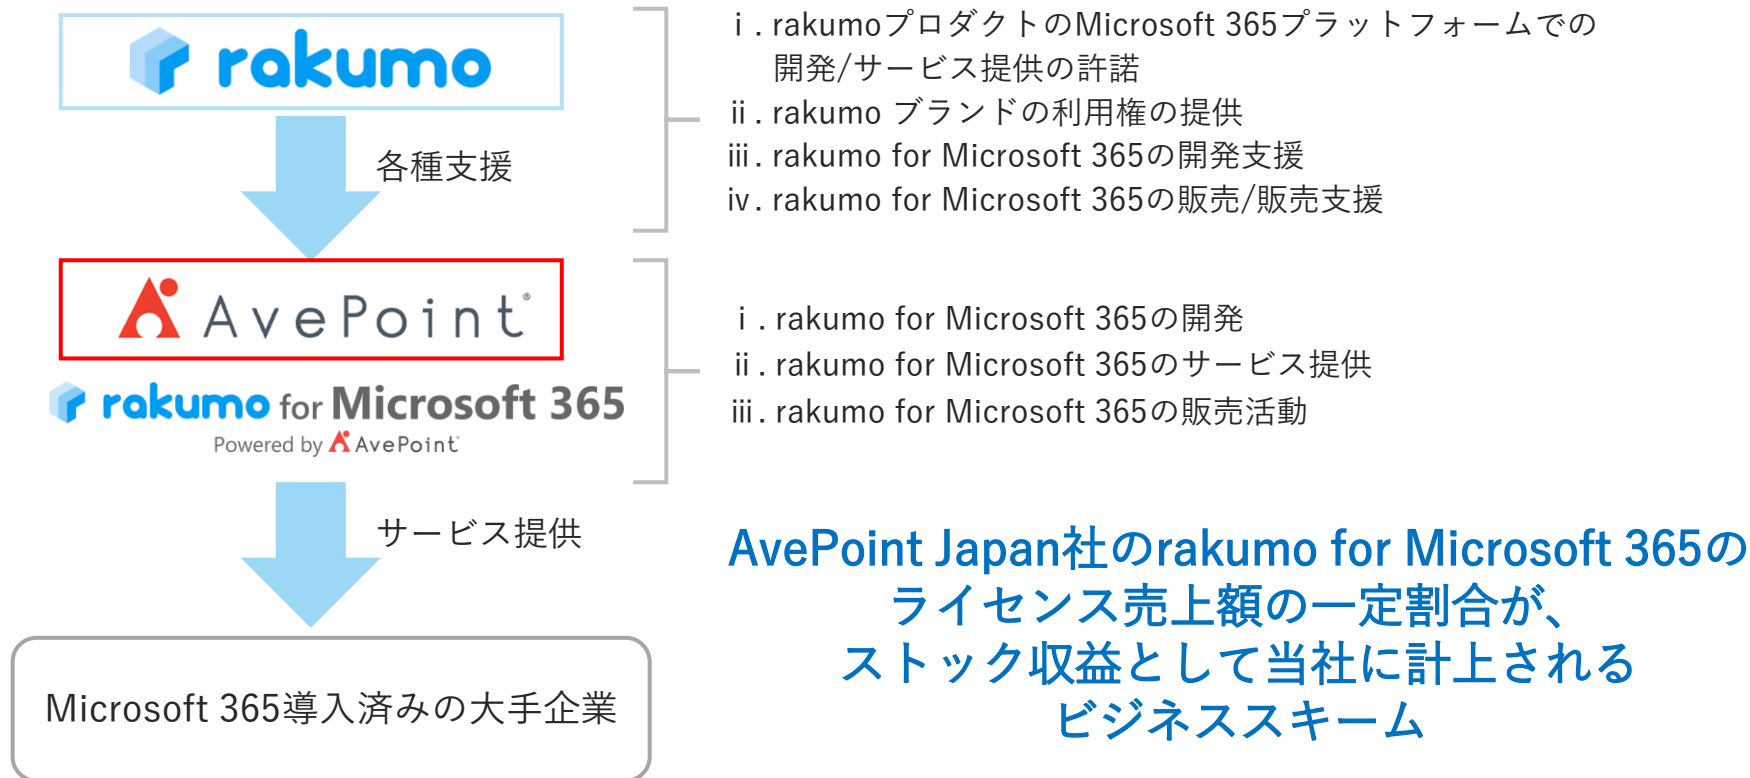 rakumo
ⅰ. rakumoプロダクトのMicrosoft 365プラットフォームでの
開発/サービス提供の許諾
ⅱ. rakumo ブランドの利用権の提供
ⅲ. rakumo for Microsoft 365の開発支援
ⅳ. rakumo for Microsoft 365の販売/販売支援
各種支援
AvePoint®
rakumo for Microsoft 365
Powered by AvePoint
ⅰ. rakumo for Microsoft 365の開発
ⅱ. rakumo for Microsoft 365のサービス提供
ⅲ. rakumo for Microsoft 365の販売活動
サービス提供
Microsoft 365導入済みの大手企業
AvePoint Japan社のrakumo for Microsoft 365の
ライセンス売上額の一定割合が、
ストック収益として当社に計上される
ビジネススキーム